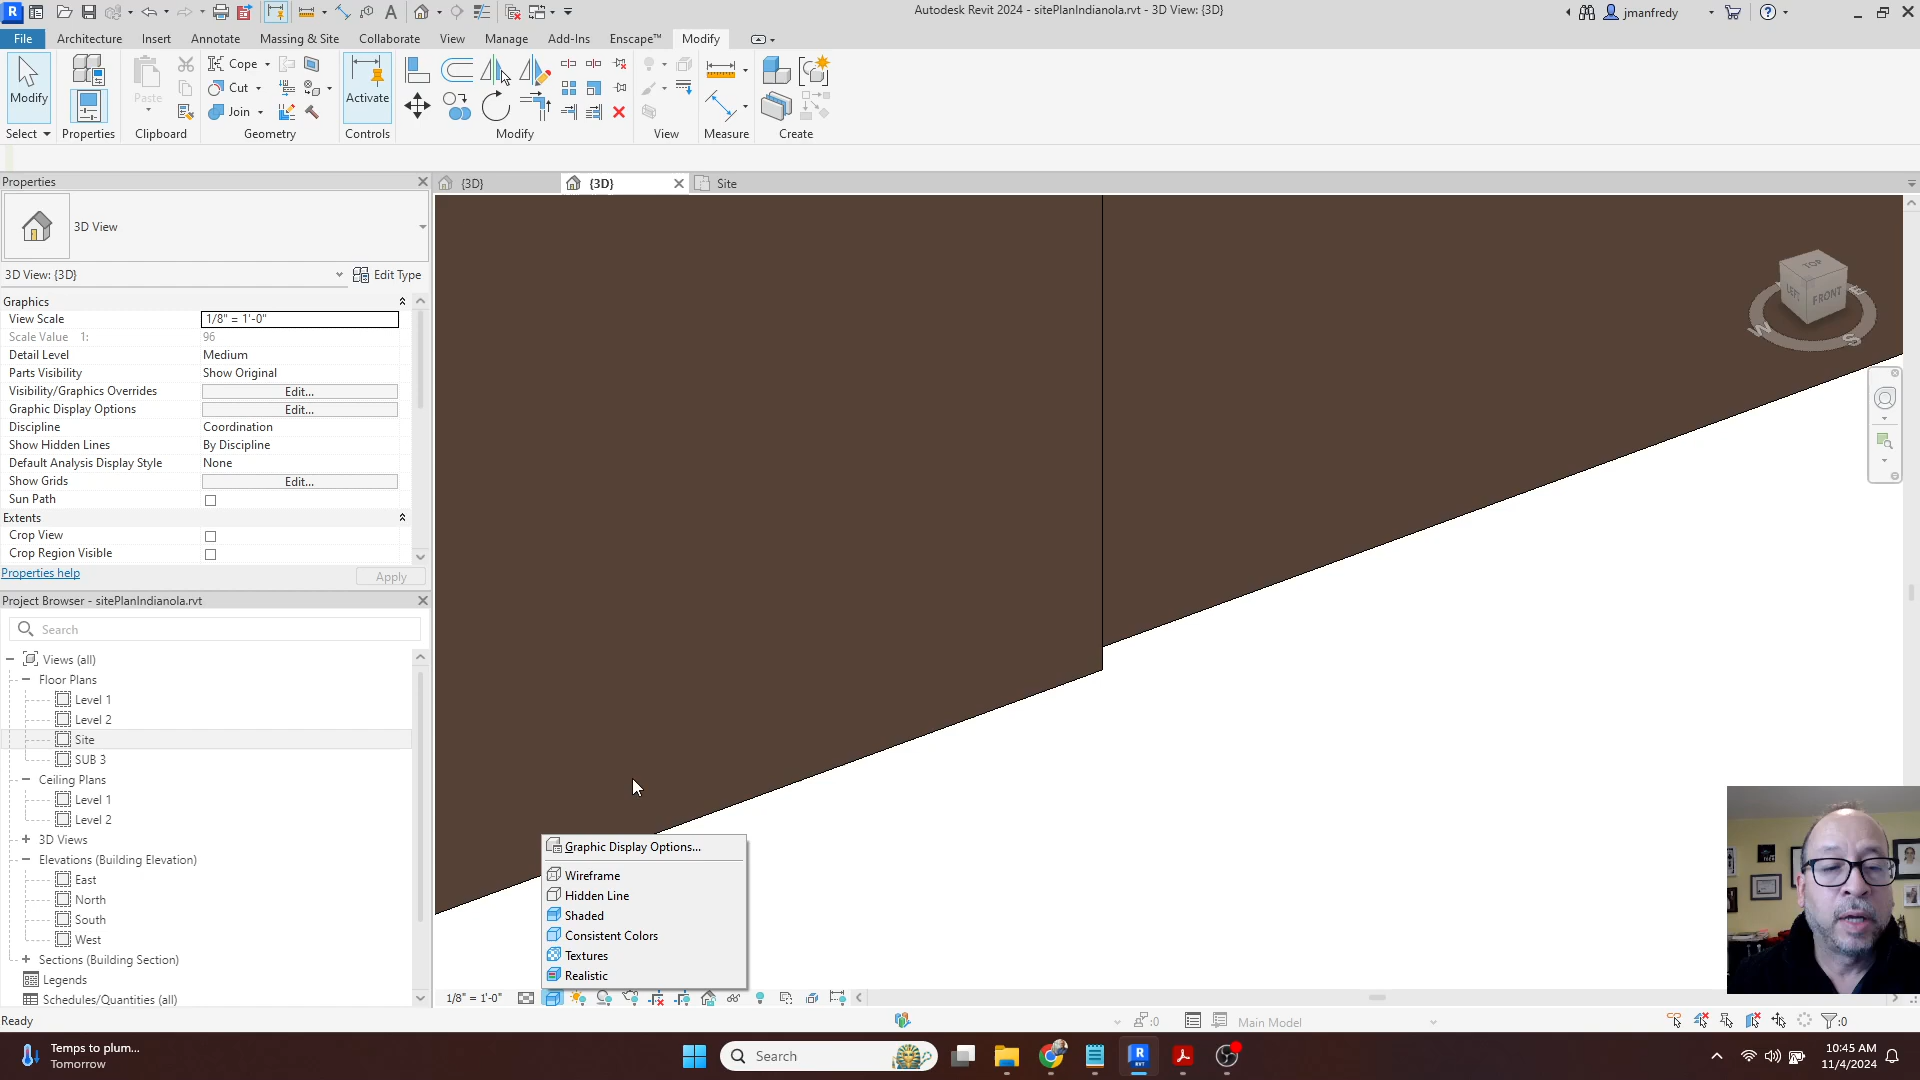 Autodesk Revit 2024 - sitePlanIndianola.rvt - 3D View: {3D}
jmanfredy
File
Architecture
Insert
Annotate
Massing & Site
Collaborate
View
Manage
Add-Ins
Enscape™
Modify
Modify
Paste
Cope
Cut
Join
Activate
Select
Properties
Clipboard
Geometry
Controls
Modify
View
Measure
Create
Properties
3D View
3D View: {3D}
Edit Type
Graphics
View Scale
1/8" = 1'-0"
Scale Value 1:
96
Detail Level
Medium
Parts Visibility
Show Original
Visibility/Graphics Overrides
Edit...
Graphic Display Options
Edit...
Discipline
Coordination
Show Hidden Lines
By Discipline
Default Analysis Display Style
None
Show Grids
Edit...
Sun Path
Extents
Crop View
Crop Region Visible
Properties help
Apply
Project Browser - sitePlanIndianola.rvt
Search
Views (all)
Floor Plans
Level 1
Level 2
Site
SUB 3
Ceiling Plans
Level 1
Level 2
3D Views
Elevations (Building Elevation)
East
North
South
West
Sections (Building Section)
Legends
Schedules/Quantities (all)
{3D}
{3D}
Site
TOP
LEFT
FRONT
W
S
E
Graphic Display Options...
Wireframe
Hidden Line
Shaded
Consistent Colors
Textures
Realistic
1/8" = 1'-0"
Ready
:0
Main Model
:0
Temps to plum...
Tomorrow
Search
10:45 AM
11/4/2024